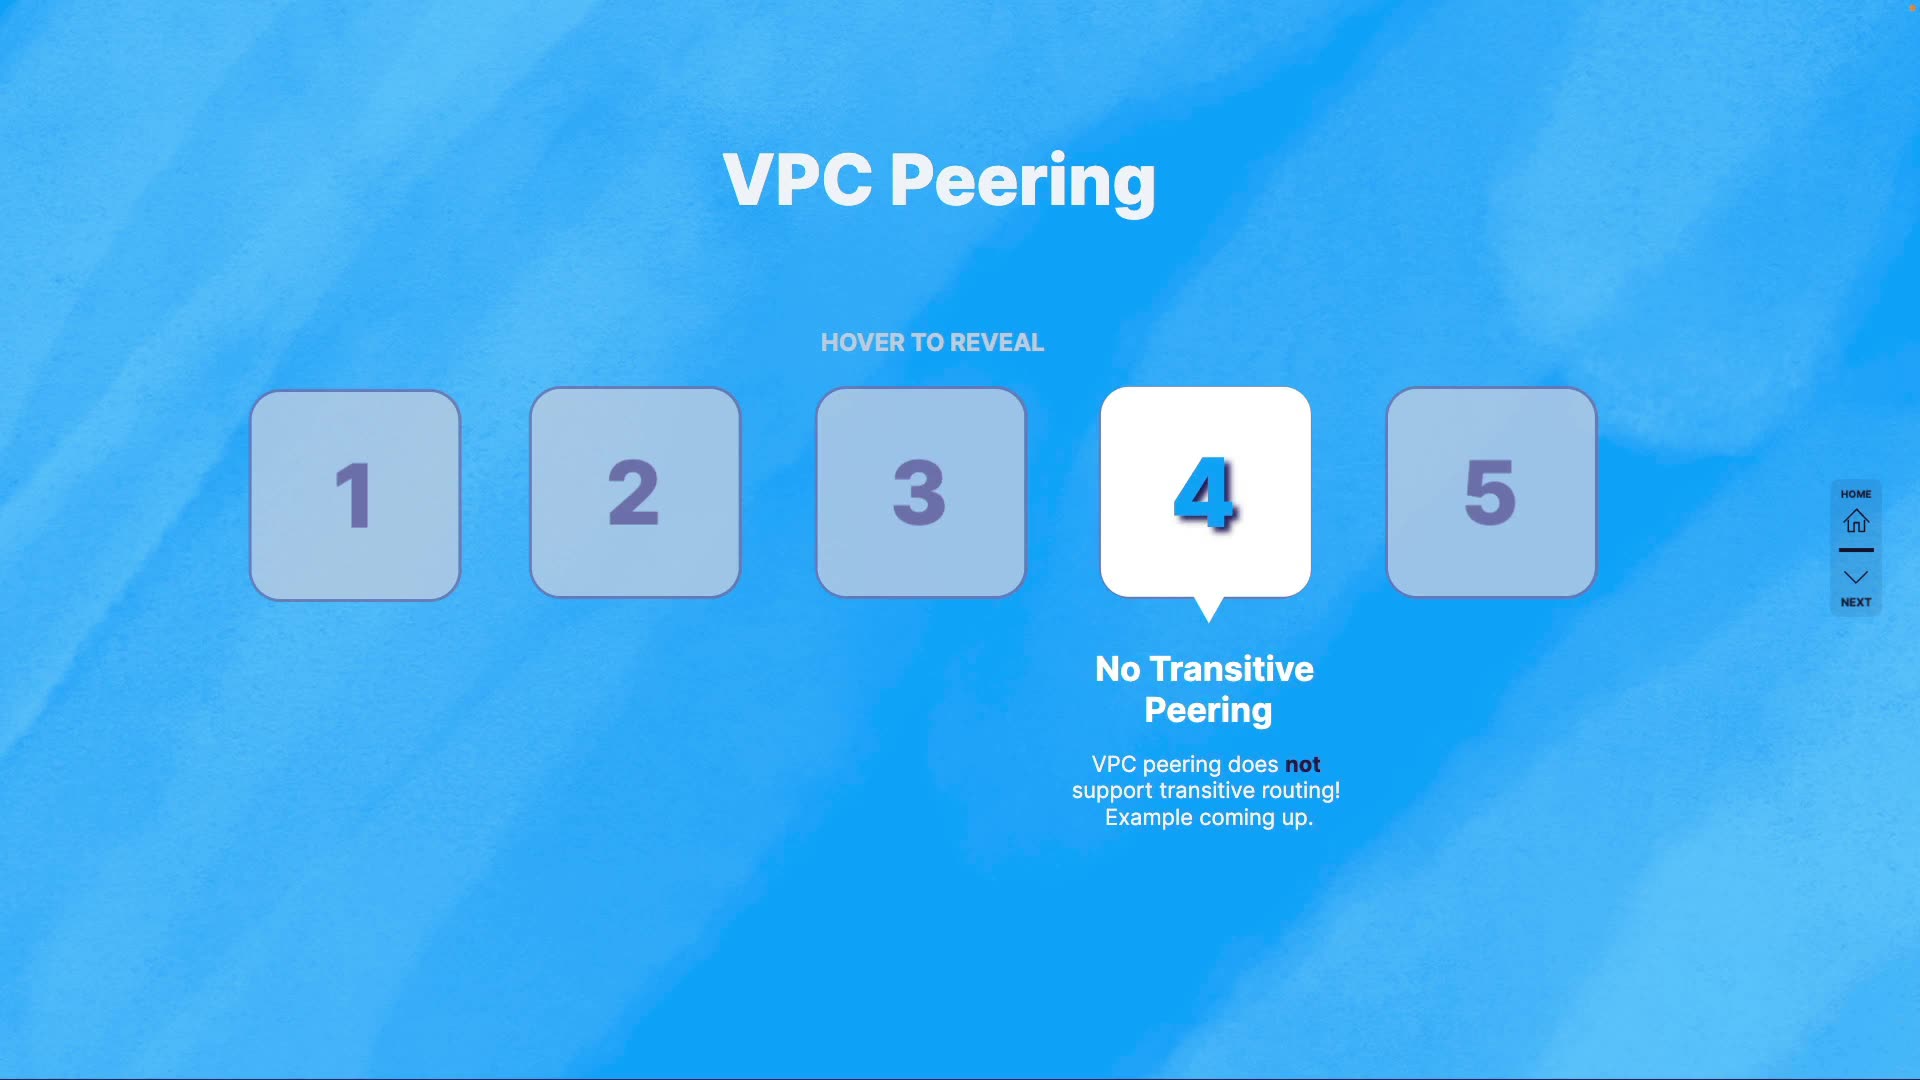 VPC Peering
HOVER TO REVEAL
1
2
3
4
5
No Transitive
Peering
VPC peering does not
support transitive routing!
Example coming up.
HOME
NEXT